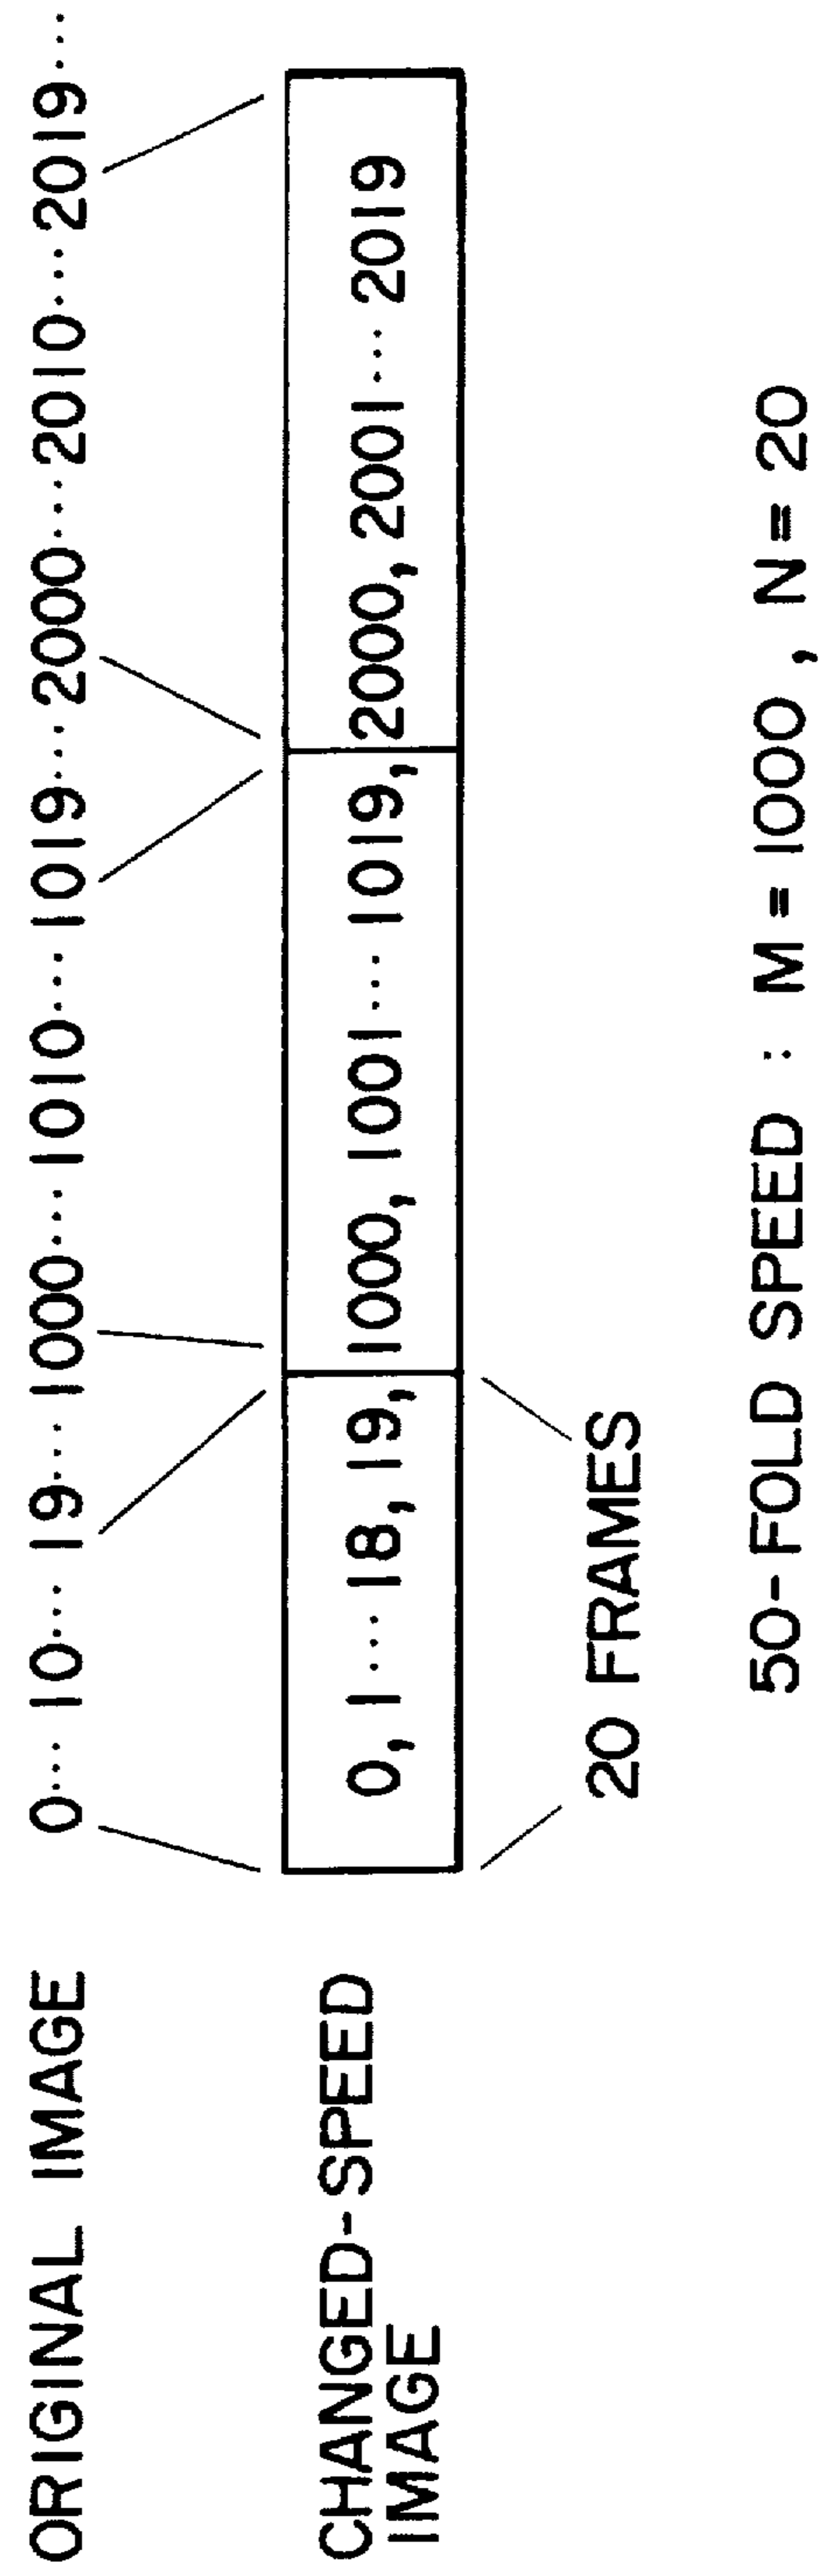 ORIGINAL IMAGE 0··· 10··· 19··· 1000··· 1010··· 1019··· 2000··· 2010··· 2019···
CHANGED-SPEED
IMAGE
0, 1··· 18, 19, 1000, 1001··· 1019, 2000, 2001··· 2019
20 FRAMES
50-FOLD SPEED : M = 1000 , N = 20